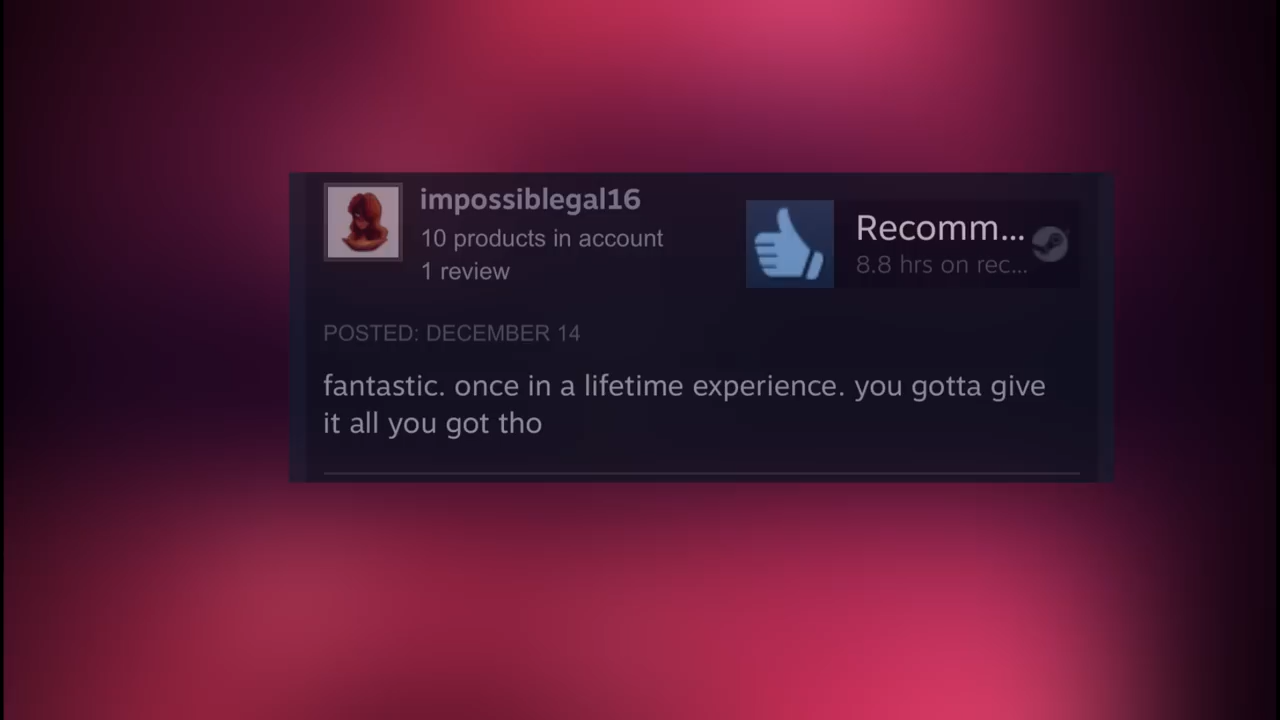 impossiblegal16
10 products in account
1 review
Recomm...
8.8 hrs on rec...
POSTED: DECEMBER 14
fantastic. once in a lifetime experience. you gotta give
it all you got tho